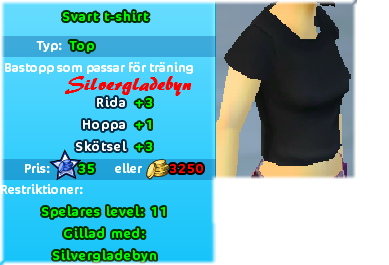 Svart t-shirt
Typ: Top
Bastopp som passar för träning
Silvergladebyn
Rida +3
Hoppa +1
Skötsel +3
Pris: 35 eller 3250
Restriktioner:
Spelares level: 11
Gillad med:
Silvergladebyn